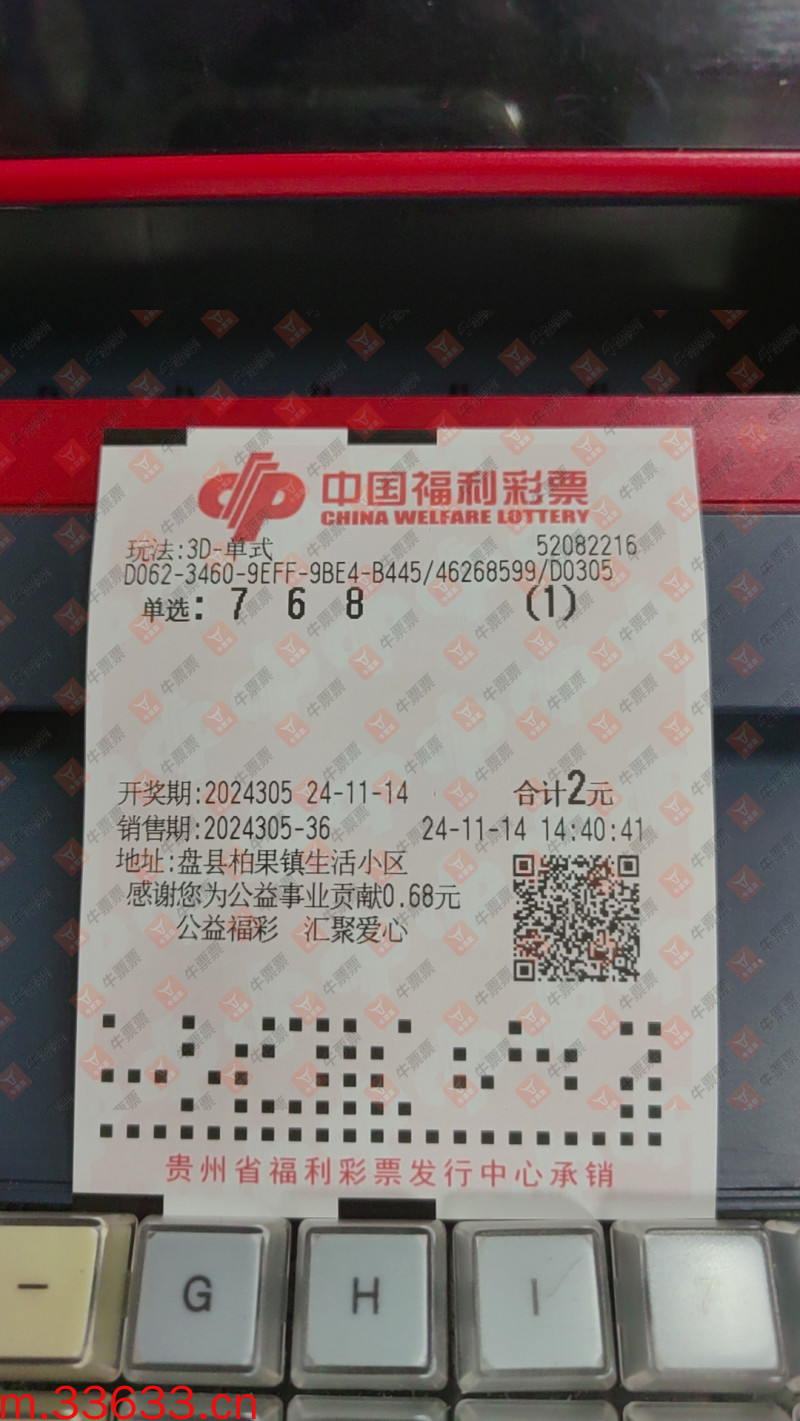 中国福利彩票
CHINA WELFARE LOTTERY
玩法:3D-单式 52082216
D062-3460-9EFF-9BE4-B445/46268599/D0305
单选: 7 6 8 (1)
开奖期:2024305 24-11-14 合计2元
销售期:2024305-36 24-11-14 14:40:41
地址:盘县柏果镇生活小区
感谢您为公益事业贡献0.68元
公益福彩 汇聚爱心
贵州省福利彩票发行中心承销
- G H I 7
m.33633.cn
牛票票